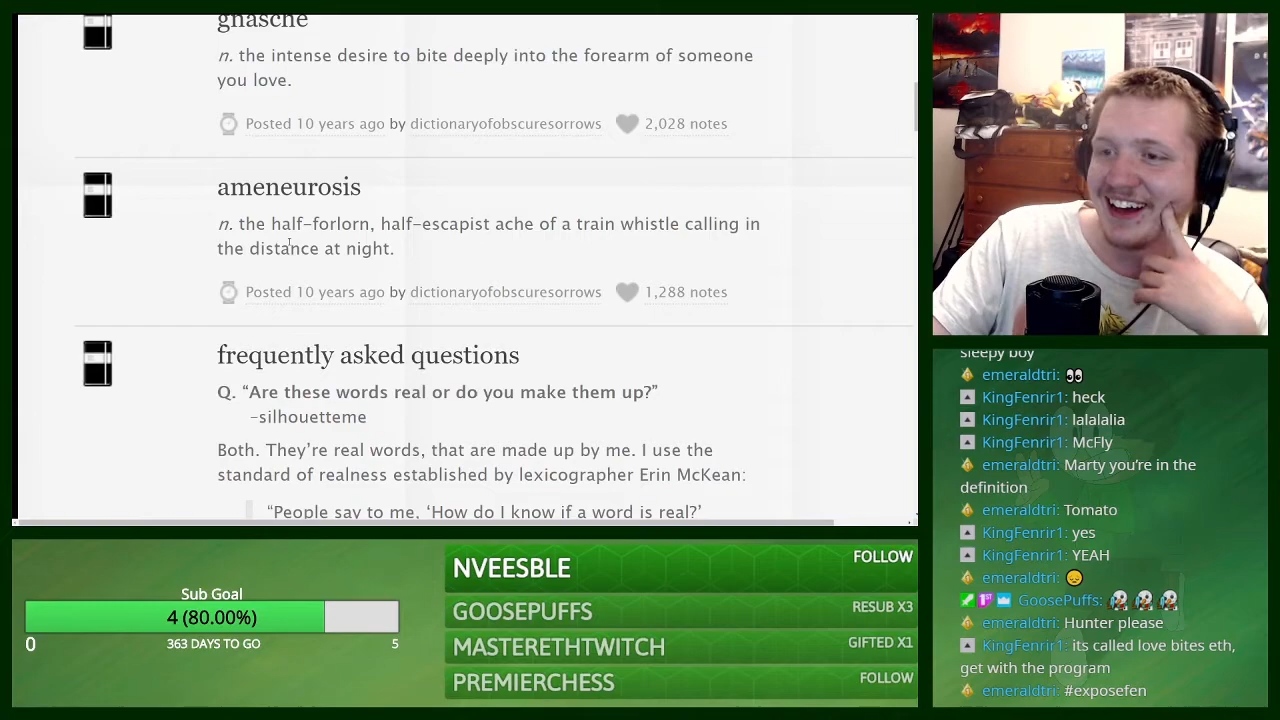 gnasche
n. the intense desire to bite deeply into the forearm of someone
you love.
Posted 10 years ago by dictionaryofobscuresorrows 2,028 notes
ameneurosis
n. the half-forlorn, half-escapist ache of a train whistle calling in
the distance at night.
Posted 10 years ago by dictionaryofobscuresorrows 1,288 notes
frequently asked questions
Q. “Are these words real or do you make them up?”
-silhouetteme
Both. They’re real words, that are made up by me. I use the
standard of realness established by lexicographer Erin McKean:
“People say to me, ‘How do I know if a word is real?’
sleepy boy
emeraldtri: 👀
KingFenrir1: heck
KingFenrir1: lalalalia
KingFenrir1: McFly
emeraldtri: Marty you’re in the
definition
emeraldtri: Tomato
KingFenrir1: yes
KingFenrir1: YEAH
emeraldtri: 😔
1ST GoosePuffs:
emeraldtri: Hunter please
KingFenrir1: its called love bites eth,
get with the program
emeraldtri: #exposefen
Sub Goal
4 (80.00%)
0 363 DAYS TO GO 5
NVEESBLE FOLLOW
GOOSEPUFFS RESUB X3
MASTERETHTWITCH GIFTED X1
PREMIERCHESS FOLLOW